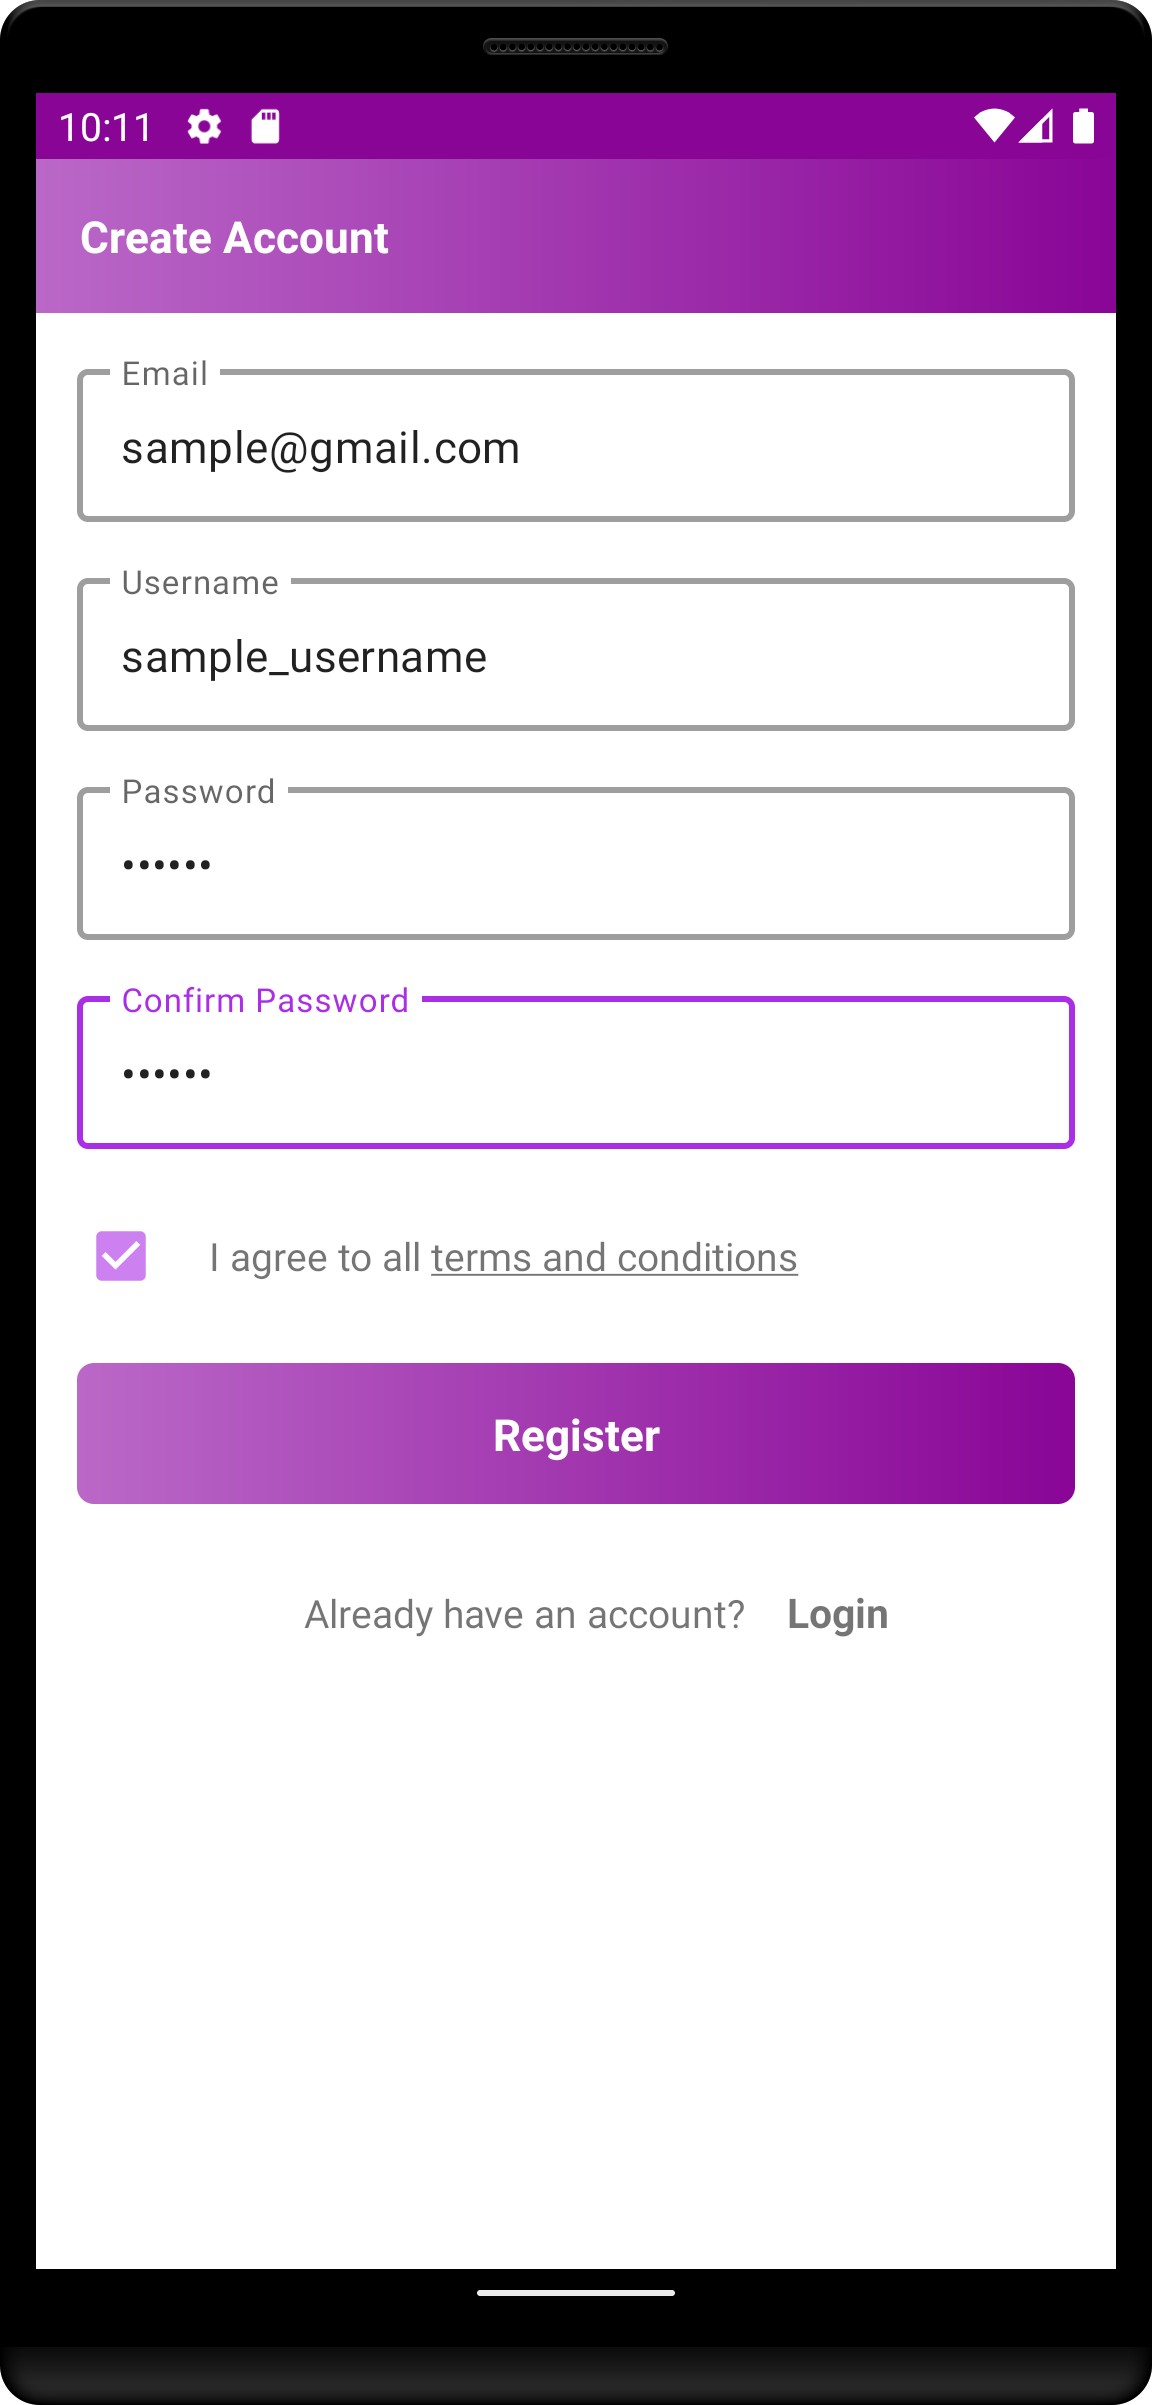 10:11
Create Account
Email
sample@gmail.com
Username
sample_username
Password
••••••
Confirm Password
••••••
I agree to all terms and conditions
Register
Already have an account? Login